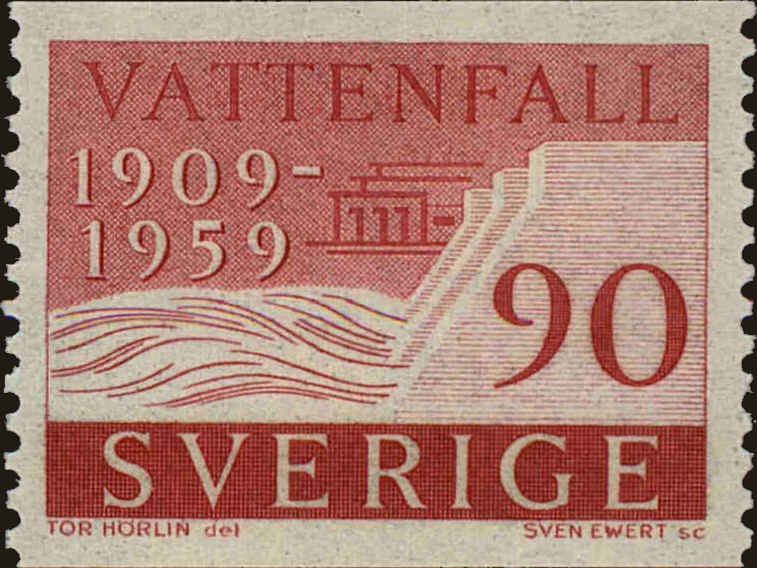 VATTENFALL
1909-
1959
90
SVERIGE
TOR HÖRLIN del
SVEN EWERT sc